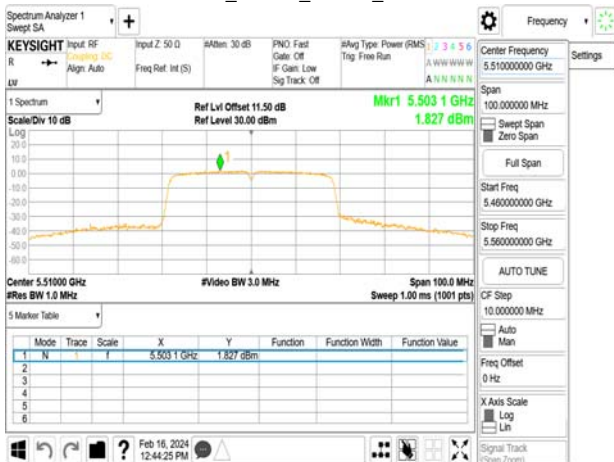 Spectrum Analyzer 1
Swept SA
+
Frequency
KEYSIGHT
R
Input: RF
Coupling: DC
Align: Auto
Input Z: 50 Ω
Freq Ref: Int (S)
#Atten: 30 dB
PNO: Fast
Gate: Off
IF Gain: Low
Sig Track: Off
#Avg Type: Power (RMS
Trig: Free Run
1 2 3 4 5 6
A W W W W W
A N N N N N
1 Spectrum
Scale/Div 10 dB
Ref Lvl Offset 11.50 dB
Ref Level 30.00 dBm
Mkr1 5.503 1 GHz
1.827 dBm
Log
20.0
10.0
0.00
-10.0
-20.0
-30.0
-40.0
-50.0
-60.0
1
Center 5.51000 GHz
#Res BW 1.0 MHz
#Video BW 3.0 MHz
Span 100.0 MHz
Sweep 1.00 ms (1001 pts)
5 Marker Table
Mode Trace Scale X Y Function Function Width Function Value
1 N 1 f 5.503 1 GHz 1.827 dBm
2
3
4
5
6
Feb 16, 2024
12:44:25 PM
?
Center Frequency
5.510000000 GHz
Settings
Span
100.000000 MHz
Swept Span
Zero Span
Full Span
Start Freq
5.460000000 GHz
Stop Freq
5.560000000 GHz
AUTO TUNE
CF Step
10.000000 MHz
Auto
Man
Freq Offset
0 Hz
X Axis Scale
Log
Lin
Signal Track
(Span Zoom)